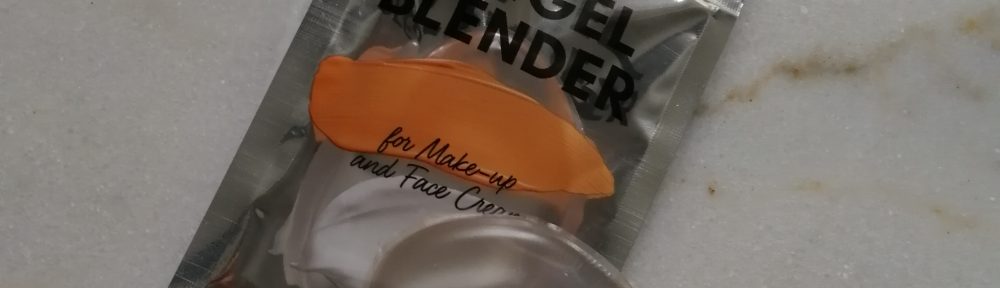 GEL
BLENDER
for Make-up
and Face